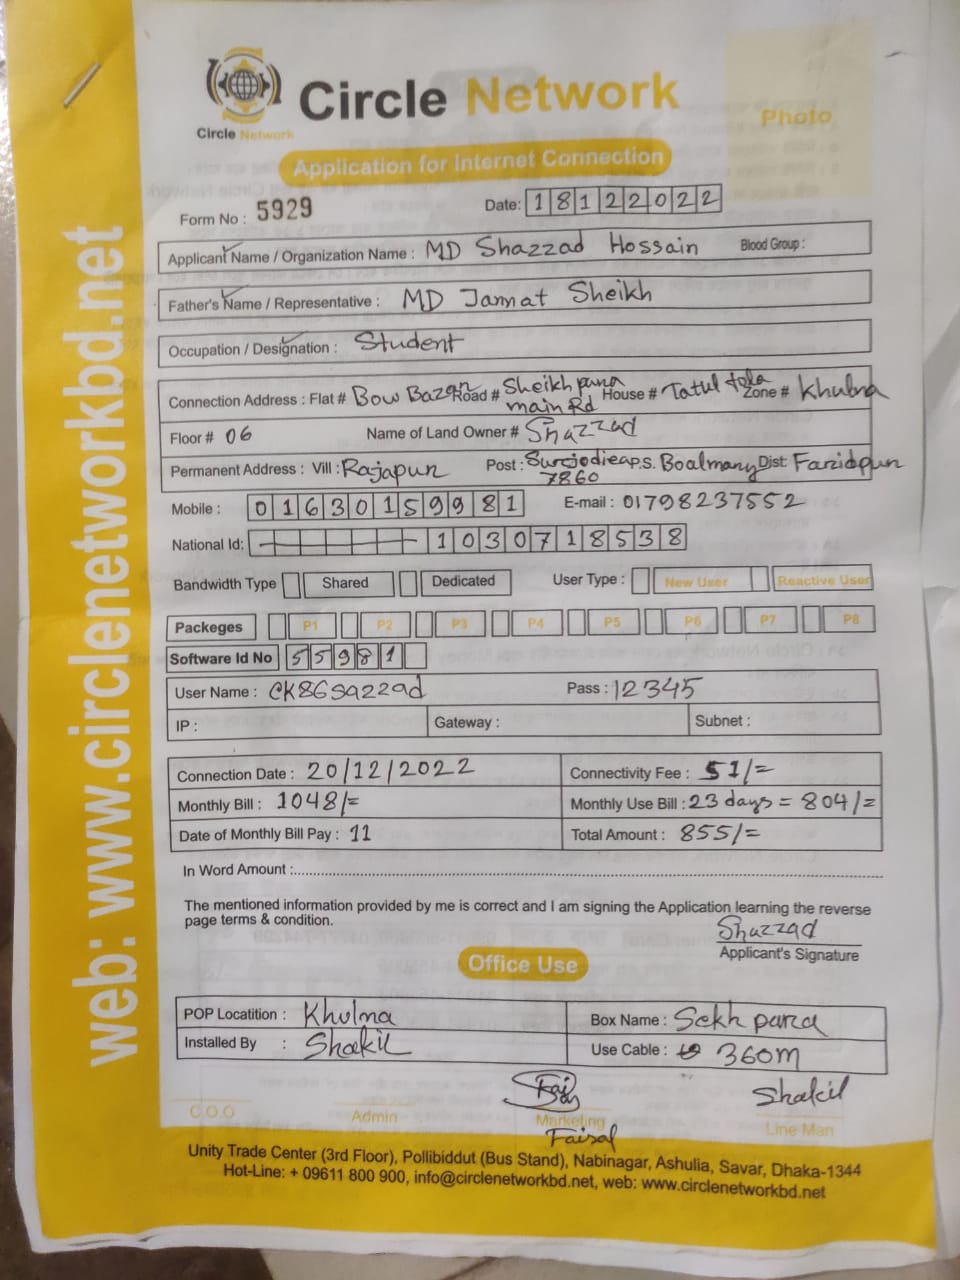 Circle Network
Circle Network
Photo
Application for Internet Connection
Form No : 5929
Date: 18122022
Applicant Name / Organization Name : MD Shazzad Hossain Blood Group :
Father's Name / Representative : MD Jamat Sheikh
Occupation / Designation : Student
Connection Address : Flat # Bow Bazar Road # Sheikh para main Rd House # Tatul tola Zone # Khulna
Floor # 06 Name of Land Owner # Shazzad
Permanent Address : Vill : Rajapur Post : Surjodia 7860 P.S. Boalmary Dist Faridpur
Mobile : 01630159981 E-mail : 01798237552
National Id: 1030718538
Bandwidth Type Shared Dedicated User Type : New User Reactive User
Packeges P1 P2 P3 P4 P5 P6 P7 P8
Software Id No 55981
User Name : CK86Sazzad Pass : 12345
IP : Gateway : Subnet :
Connection Date : 20/12/2022 Connectivity Fee : 51/=
Monthly Bill : 1048/= Monthly Use Bill : 23 days = 804/=
Date of Monthly Bill Pay : 11 Total Amount : 855/=
In Word Amount :
The mentioned information provided by me is correct and I am signing the Application learning the reverse
page terms & condition.
Shazzad
Applicant's Signature
Office Use
POP Locatition : Khulna Box Name : Sekh para
Installed By : Shakil Use Cable : 360m
Shakil
C.O.O Admin Marketing Line Man
Faisal
Unity Trade Center (3rd Floor), Pollibiddut (Bus Stand), Nabinagar, Ashulia, Savar, Dhaka-1344
Hot-Line: + 09611 800 900, info@circlenetworkbd.net, web: www.circlenetworkbd.net
web: www.circlenetworkbd.net